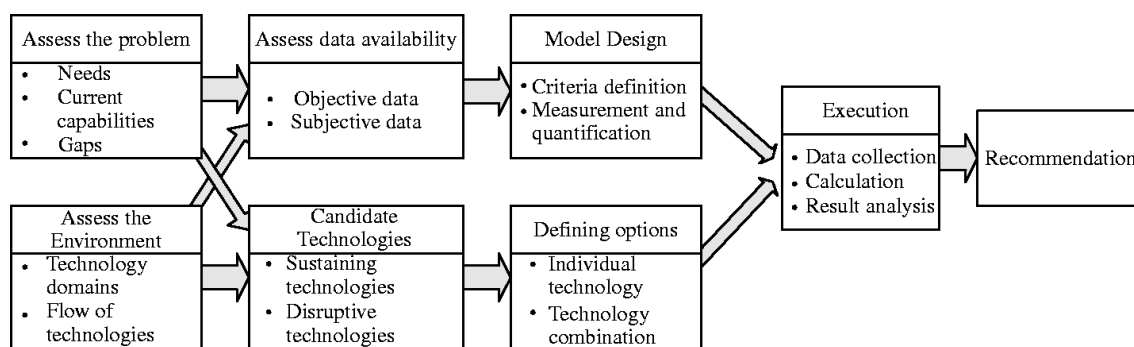 Assess the problem
• Needs
• Current
capabilities
• Gaps
Assess data availability
• Objective data
• Subjective data
Model Design
• Criteria definition
• Measurement and
quantification
Assess the
Environment
• Technology
domains
• Flow of
technologies
Candidate
Technologies
• Sustaining
technologies
• Disruptive
technologies
Defining options
• Individual
technology
• Technology
combination
Execution
• Data collection
• Calculation
• Result analysis
Recommendation